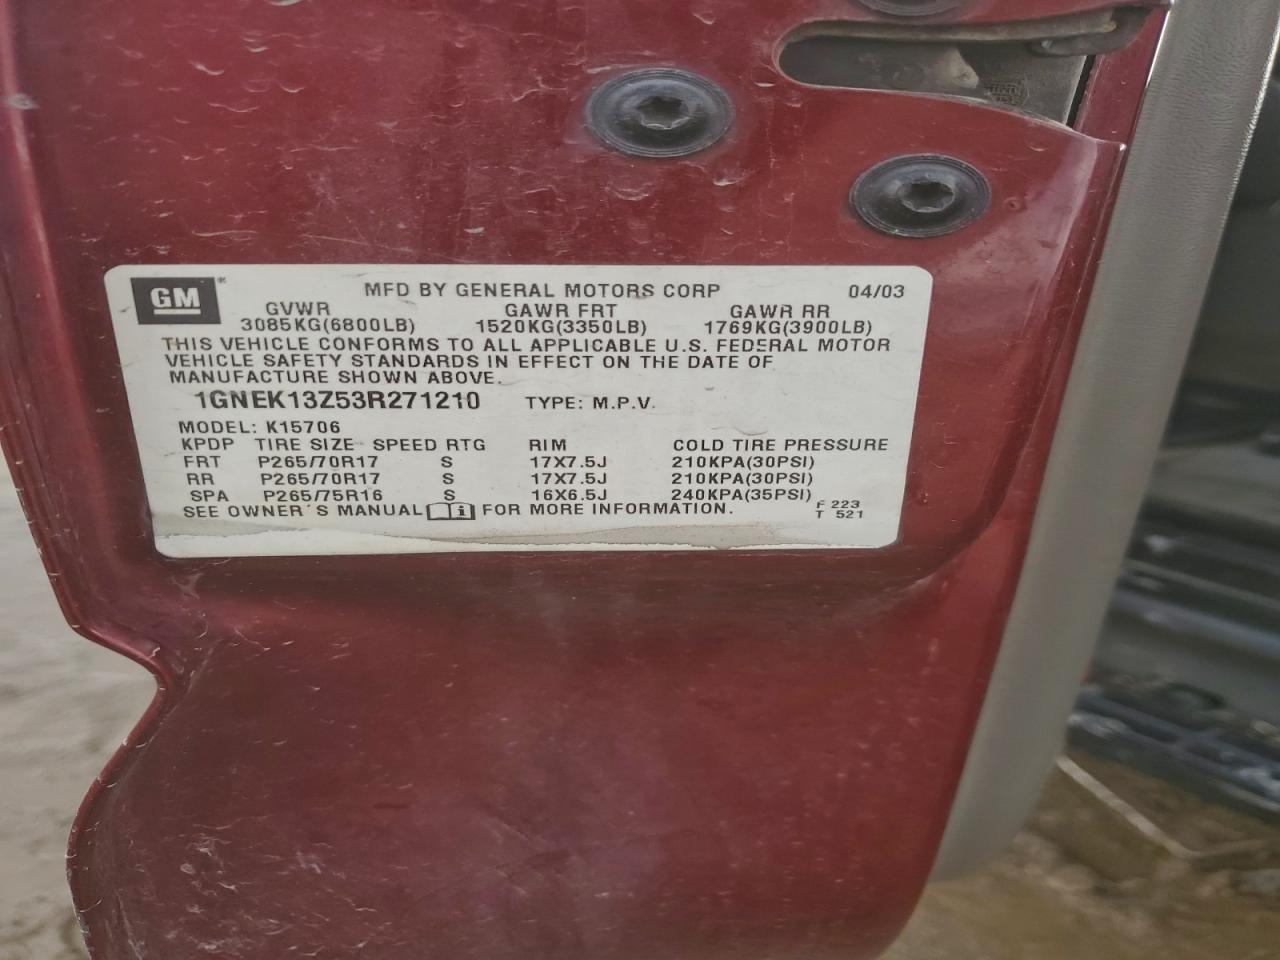 GM
MFD BY GENERAL MOTORS CORP 04/03
GVWR GAWR FRT GAWR RR
3085KG(6800LB) 1520KG(3350LB) 1769KG(3900LB)
THIS VEHICLE CONFORMS TO ALL APPLICABLE U.S. FEDERAL MOTOR
VEHICLE SAFETY STANDARDS IN EFFECT ON THE DATE OF
MANUFACTURE SHOWN ABOVE.
1GNEK13Z53R271210 TYPE: M.P.V.
MODEL: K15706
KPDP TIRE SIZE SPEED RTG RIM COLD TIRE PRESSURE
FRT P265/70R17 S 17X7.5J 210KPA(30PSI)
RR P265/70R17 S 17X7.5J 210KPA(30PSI)
SPA P265/75R16 S 16X6.5J 240KPA(35PSI)
SEE OWNER'S MANUAL i FOR MORE INFORMATION.
F 223
T 521